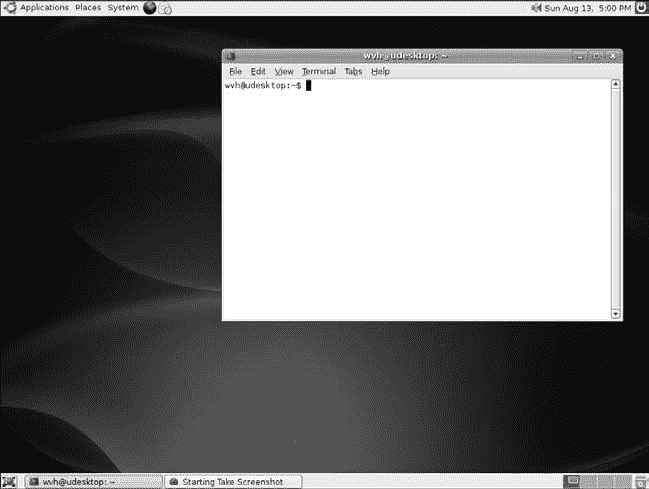 Applications Places System
Sun Aug 13, 5:00 PM
wvh@udesktop: ~
File Edit View Terminal Tabs Help
wvh@udesktop:~$
wvh@udesktop: ~
Starting Take Screenshot